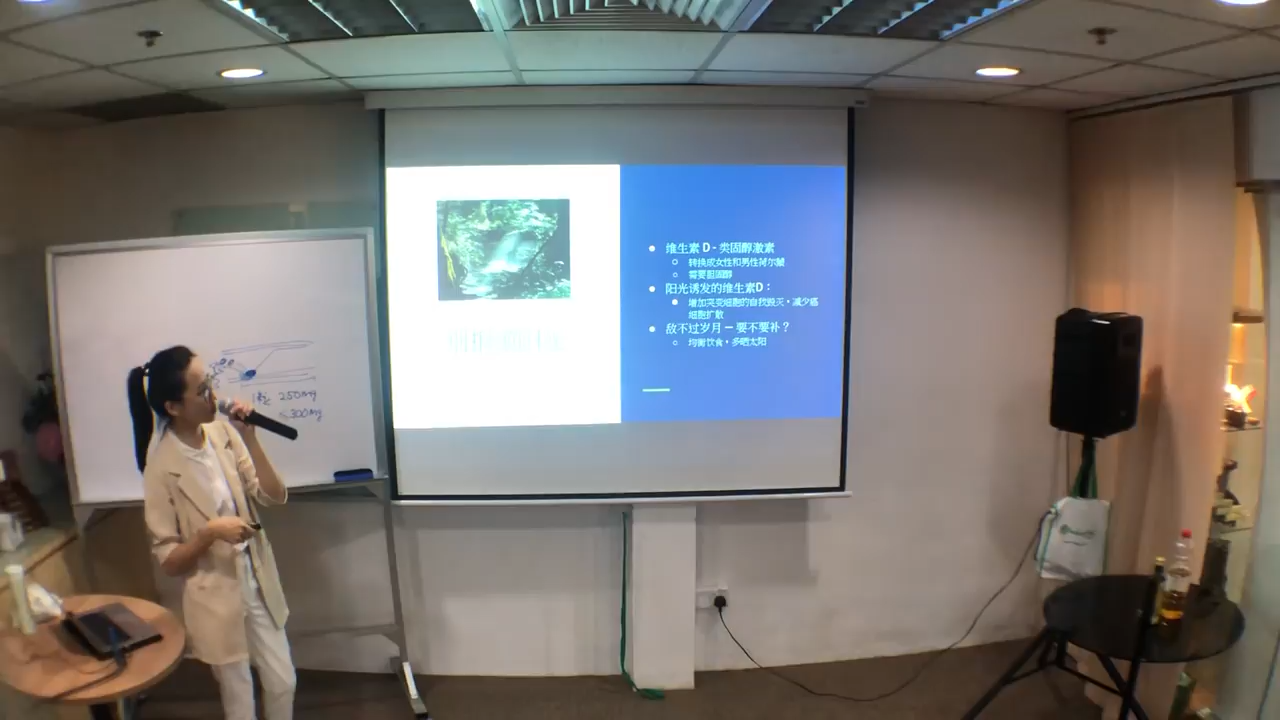 维生素 D - 类固醇激素
转换成女性和男性荷尔蒙
需要胆固醇
阳光诱发的维生素D：
增加突变细胞的自我毁灭，减少癌
细胞扩散
敌不过岁月 — 要不要补？
均衡饮食，多晒太阳
1粒 250mg
≤300mg